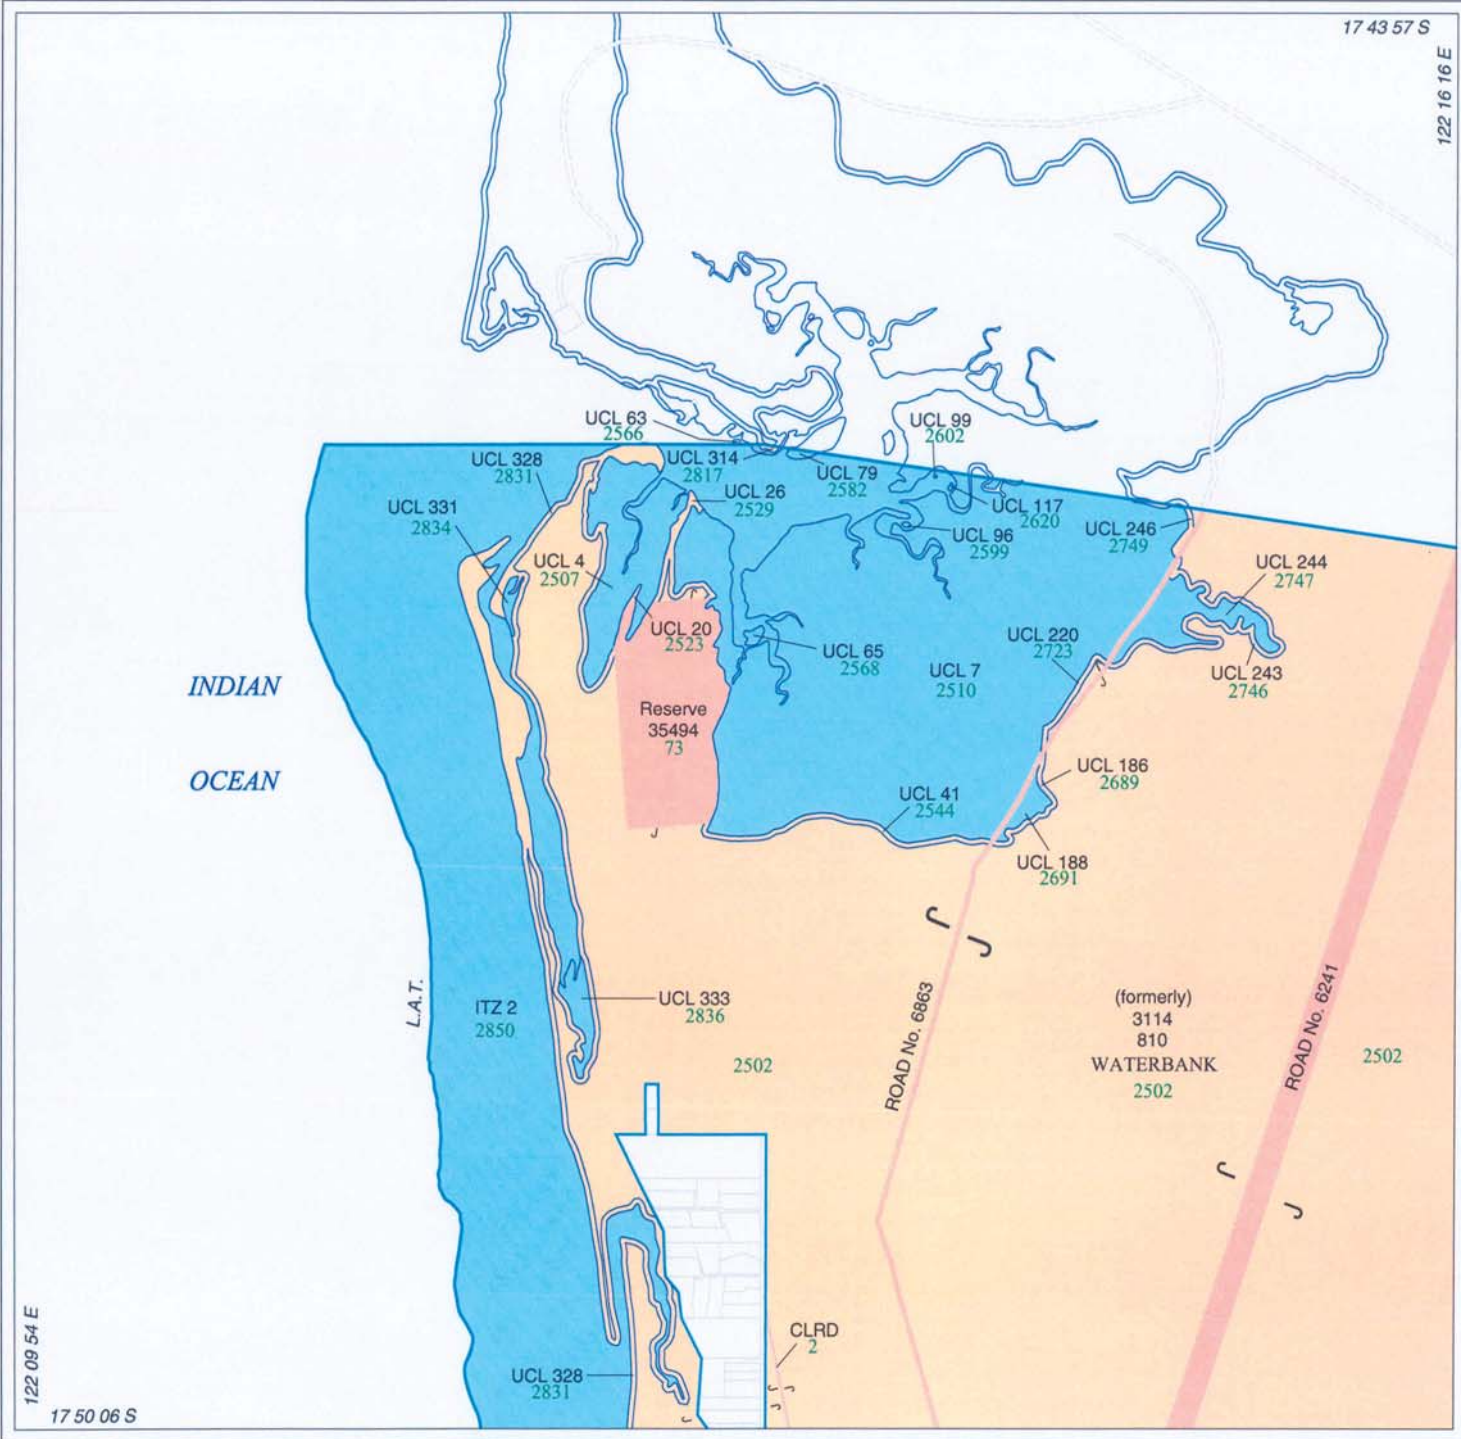 17 43 57 S
122 16 16 E
UCL 63
2566
UCL 99
2602
UCL 328
2831
UCL 314
2817
UCL 79
2582
UCL 26
2529
UCL 331
2834
UCL 117
2620
UCL 96
2599
UCL 246
2749
UCL 4
2507
UCL 244
2747
UCL 20
2523
UCL 65
2568
UCL 7
2510
UCL 220
2723
UCL 243
2746
INDIAN
OCEAN
Reserve
35494
73
UCL 186
2689
UCL 41
2544
UCL 188
2691
L.A.T.
ITZ 2
2850
UCL 333
2836
2502
ROAD No. 6863
(formerly)
3114
810
WATERBANK
2502
ROAD No. 6241
2502
CLRD
2
UCL 328
2831
122 09 54 E
17 50 06 S